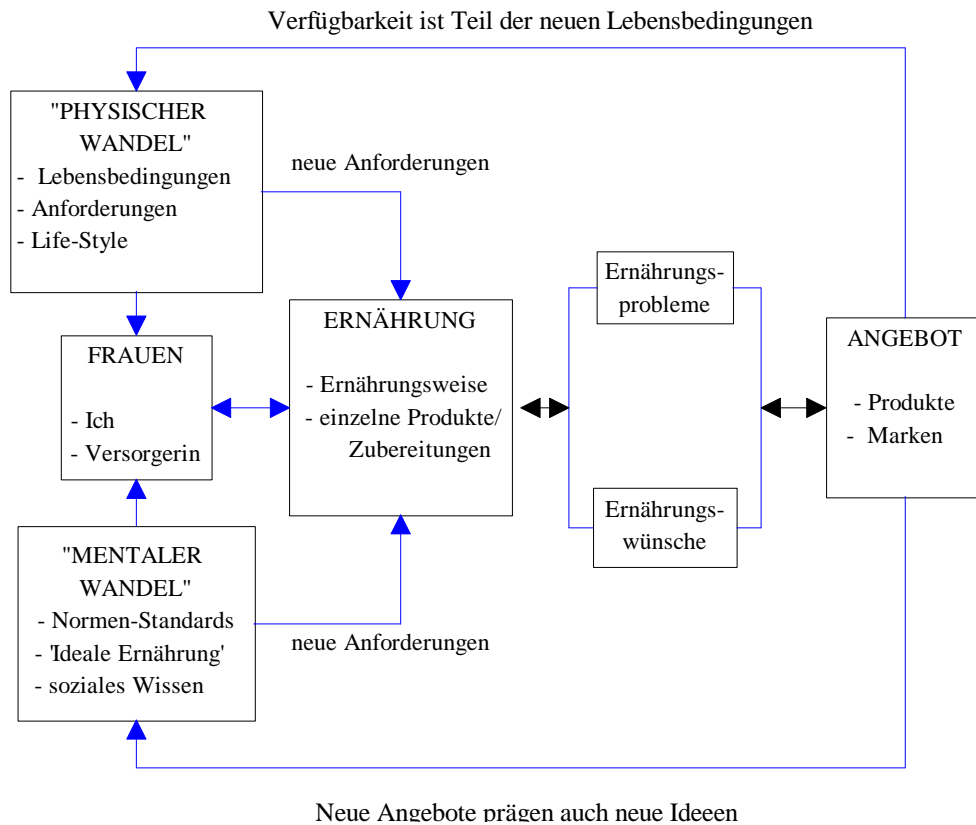 Verfügbarkeit ist Teil der neuen Lebensbedingungen
"PHYSISCHER
WANDEL"
- Lebensbedingungen
- Anforderungen
- Life-Style
neue Anforderungen
FRAUEN
- Ich
- Versorgerin
ERNÄHRUNG
- Ernährungsweise
- einzelne Produkte/
Zubereitungen
Ernährungs-
probleme
Ernährungs-
wünsche
ANGEBOT
- Produkte
- Marken
"MENTALER
WANDEL"
- Normen-Standards
- 'Ideale Ernährung'
- soziales Wissen
neue Anforderungen
Neue Angebote prägen auch neue Ideeen